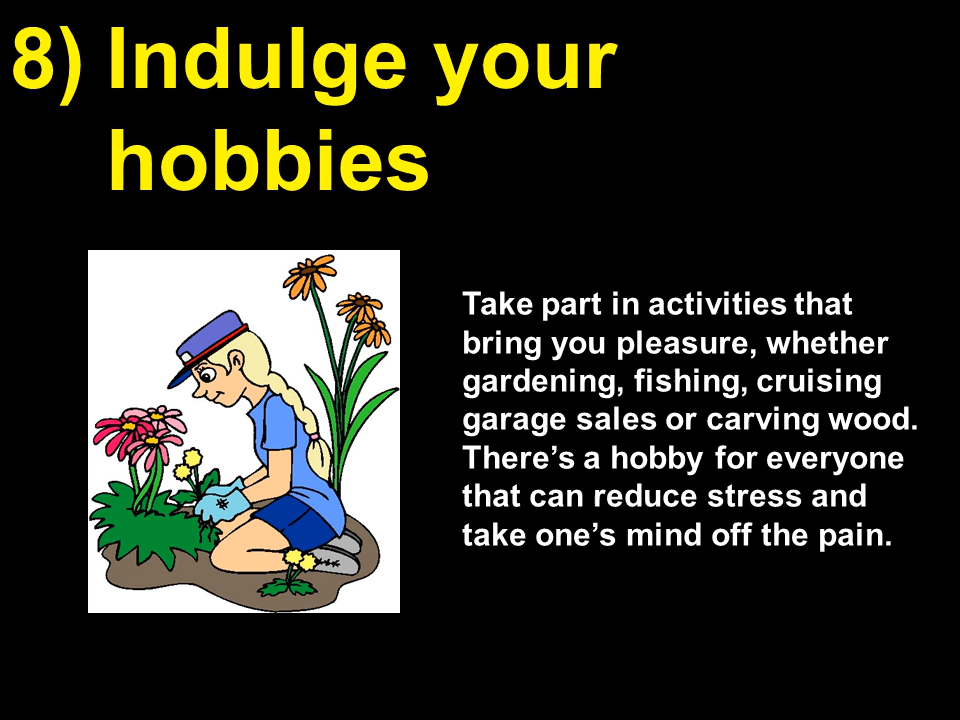 8) Indulge your
hobbies
Take part in activities that
bring you pleasure, whether
gardening, fishing, cruising
garage sales or carving wood.
There’s a hobby for everyone
that can reduce stress and
take one’s mind off the pain.